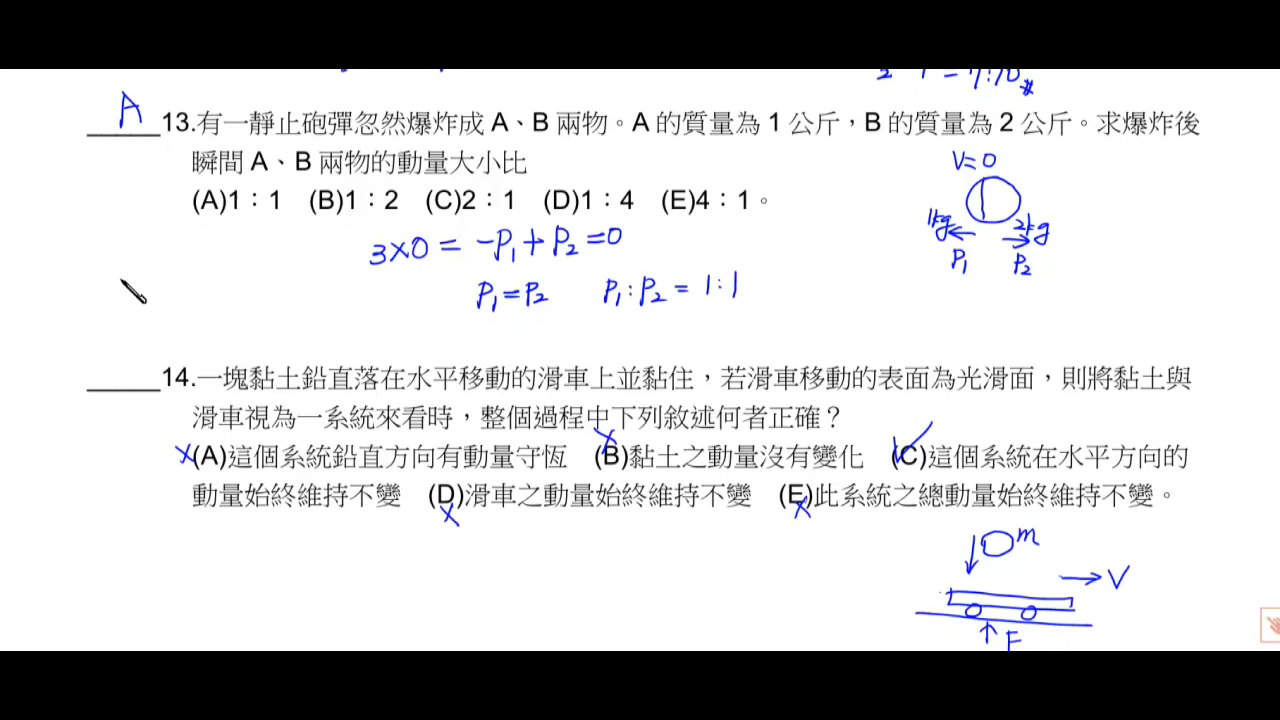 = 7:10#
A
13.有一靜止砲彈忽然爆炸成 A、B 兩物。A 的質量為 1 公斤，B 的質量為 2 公斤。求爆炸後
瞬間 A、B 兩物的動量大小比
V=0
(A)1：1 (B)1：2 (C)2：1 (D)1：4 (E)4：1。
1kg 2kg
3×0 = -P1+P2=0
P1 P2
P1=P2 P1:P2 = 1:1
14.一塊黏土鉛直落在水平移動的滑車上並黏住，若滑車移動的表面為光滑面，則將黏土與
滑車視為一系統來看時，整個過程中下列敘述何者正確？
(A)這個系統鉛直方向有動量守恆 (B)黏土之動量沒有變化 (C)這個系統在水平方向的
動量始終維持不變 (D)滑車之動量始終維持不變 (E)此系統之總動量始終維持不變。
m
V
F